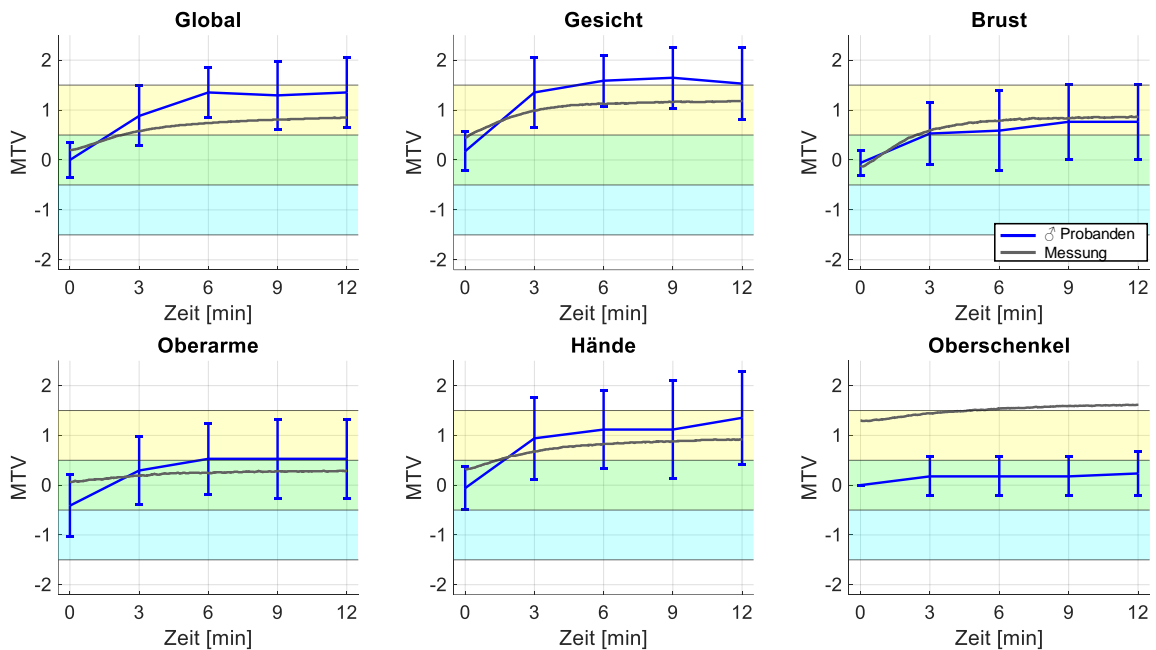 Global
MTV
2
1
0
-1
-2
0 3 6 9 12
Zeit [min]
Gesicht
MTV
2
1
0
-1
-2
0 3 6 9 12
Zeit [min]
Brust
MTV
2
1
0
-1
-2
♂ Probanden
Messung
0 3 6 9 12
Zeit [min]
Oberarme
MTV
2
1
0
-1
-2
0 3 6 9 12
Zeit [min]
Hände
MTV
2
1
0
-1
-2
0 3 6 9 12
Zeit [min]
Oberschenkel
MTV
2
1
0
-1
-2
0 3 6 9 12
Zeit [min]